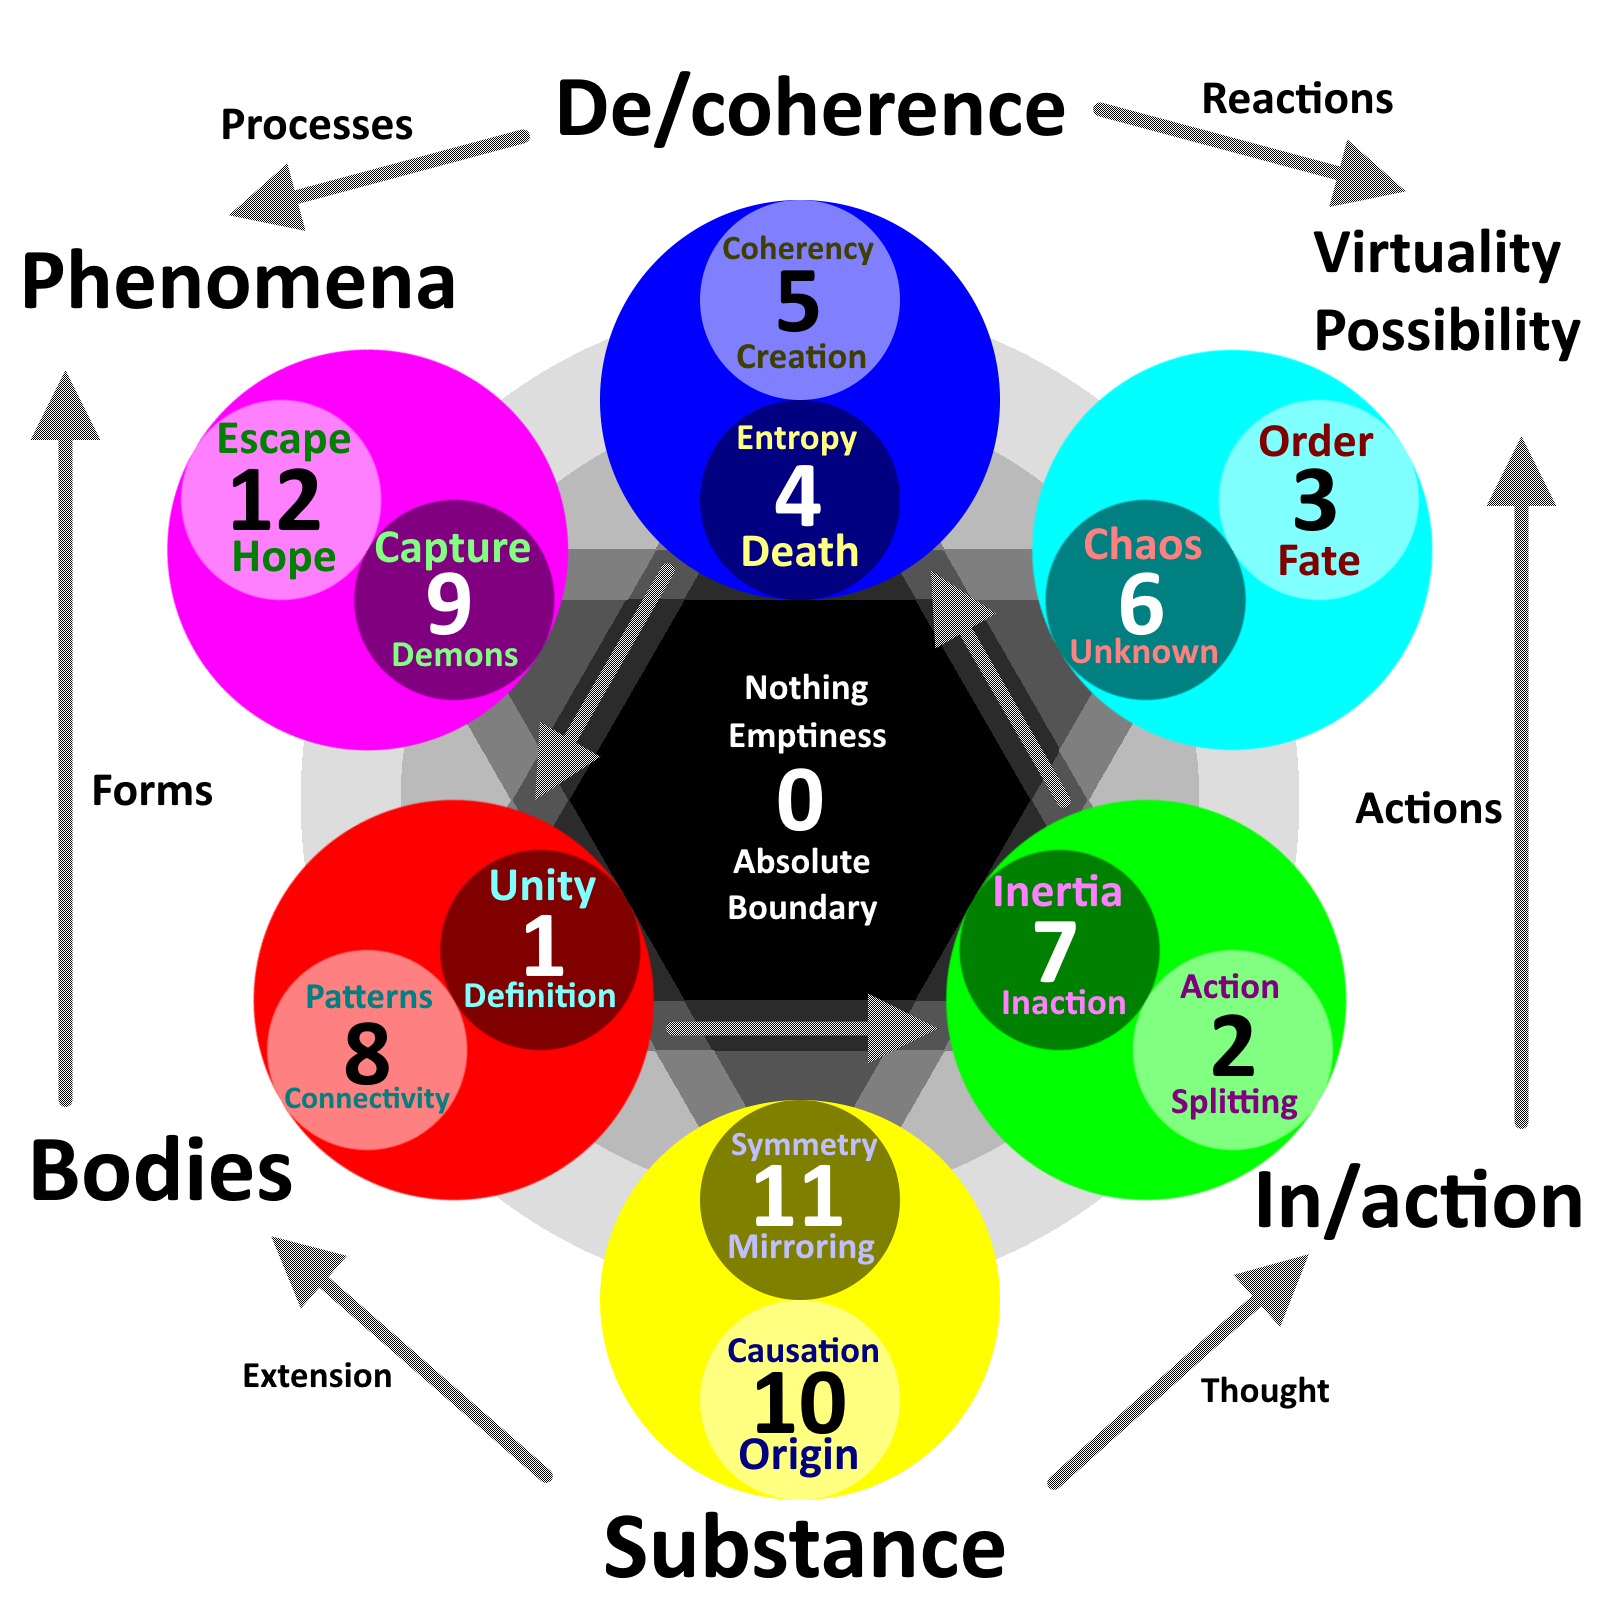 De/coherence
Processes
Reactions
Phenomena
Virtuality
Possibility
Coherency
5
Creation
Entropy
4
Death
Escape
12
Hope
Capture
9
Demons
Order
3
Fate
Chaos
6
Unknown
Nothing
Emptiness
0
Absolute
Boundary
Forms
Actions
Unity
1
Definition
Patterns
8
Connectivity
Inertia
7
Inaction
Action
2
Splitting
Bodies
In/action
Symmetry
11
Mirroring
Causation
10
Origin
Extension
Thought
Substance